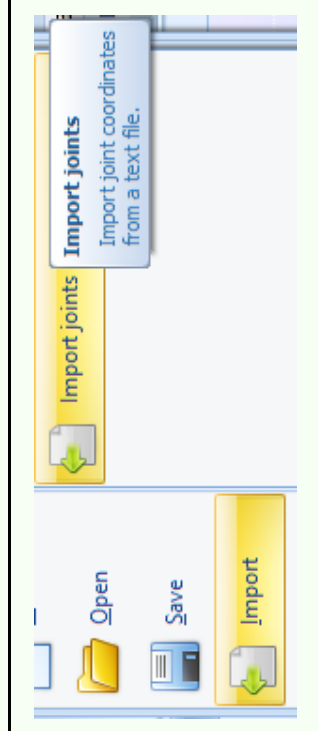 Open
Save
Import
Import joints
Import joints
Import joint coordinates
from a text file.